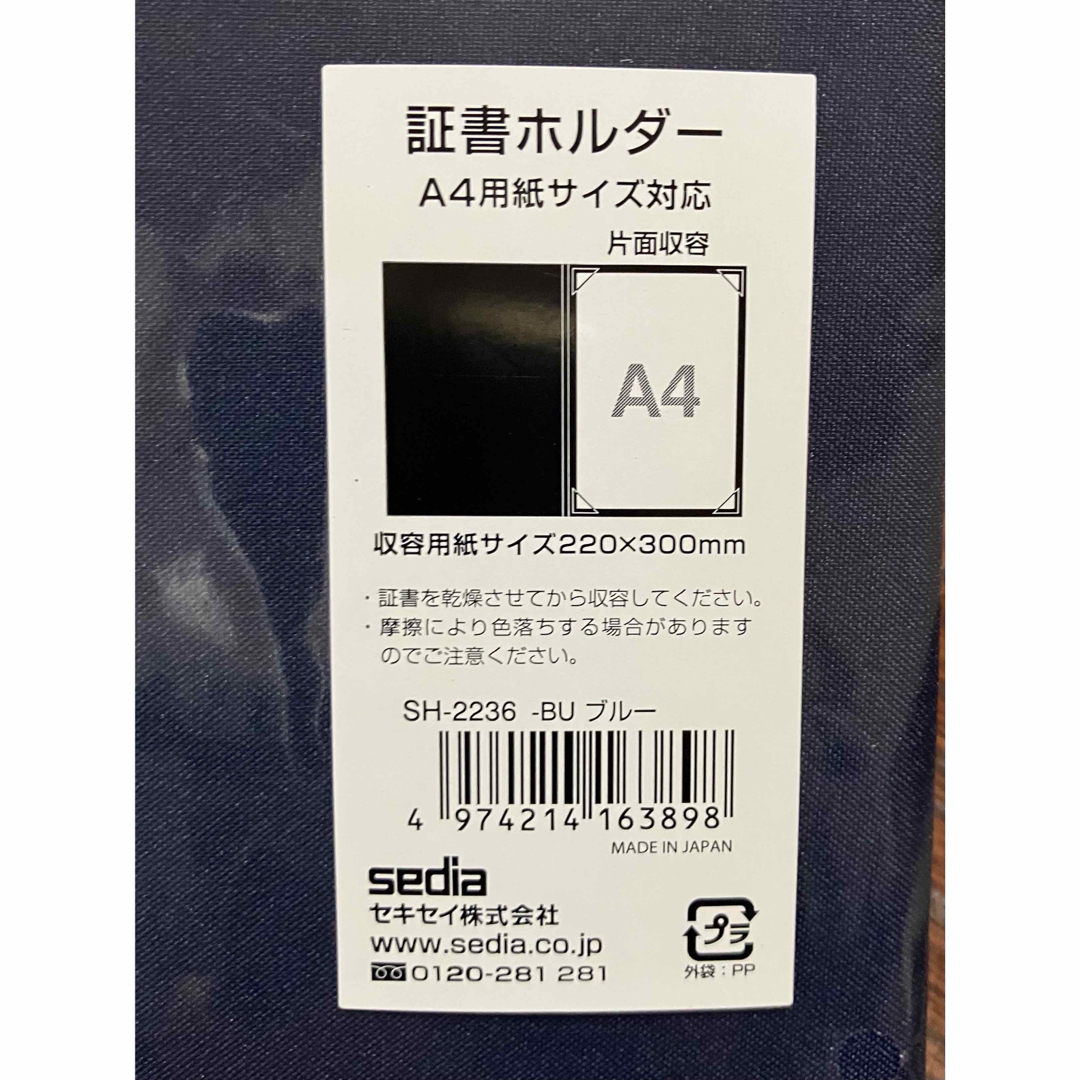 証書ホルダー
A4用紙サイズ対応
片面収容
A4
収容用紙サイズ220×300mm
・証書を乾燥させてから収容してください。
・摩擦により色落ちする場合があります
のでご注意ください。
SH-2236 -BU ブルー
4 974214 163898
MADE IN JAPAN
sedia
セキセイ株式会社
www.sedia.co.jp
0120-281 281
プラ
外袋：PP